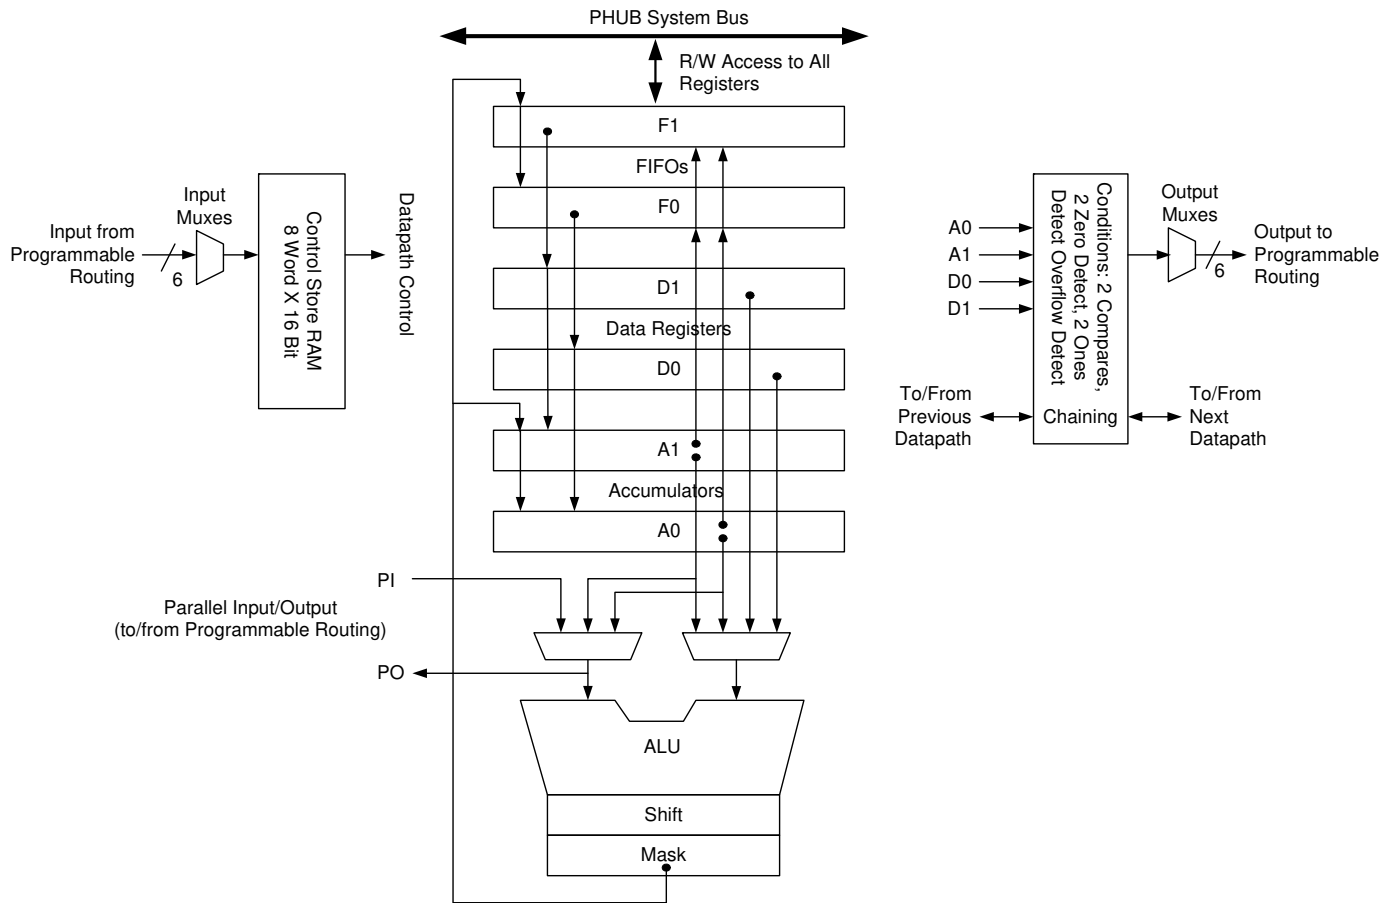 PHUB System Bus
R/W Access to All
Registers
F1
FIFOs
F0
D1
Data Registers
D0
A1
Accumulators
A0
Input from
Programmable
Routing
6
Input
Muxes
Control Store RAM
8 Word X 16 Bit
Datapath Control
PI
Parallel Input/Output
(to/from Programmable Routing)
PO
ALU
Shift
Mask
A0
A1
D0
D1
Conditions: 2 Compares,
2 Zero Detect, 2 Ones
Detect Overflow Detect
Output
Muxes
6
Output to
Programmable
Routing
To/From
Previous
Datapath
Chaining
To/From
Next
Datapath